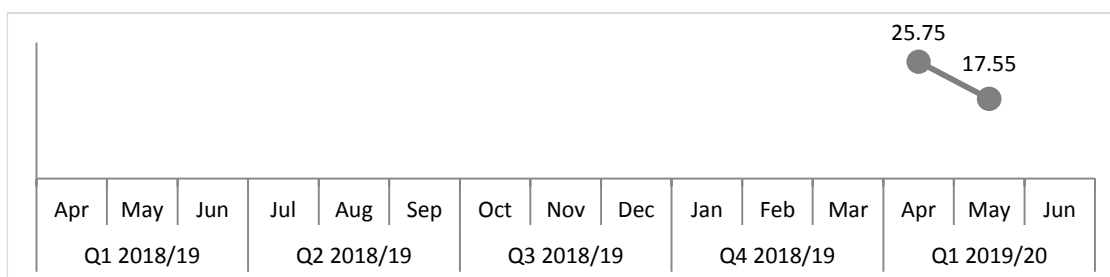 25.75
17.55
Apr May Jun Jul Aug Sep Oct Nov Dec Jan Feb Mar Apr May Jun
Q1 2018/19 Q2 2018/19 Q3 2018/19 Q4 2018/19 Q1 2019/20